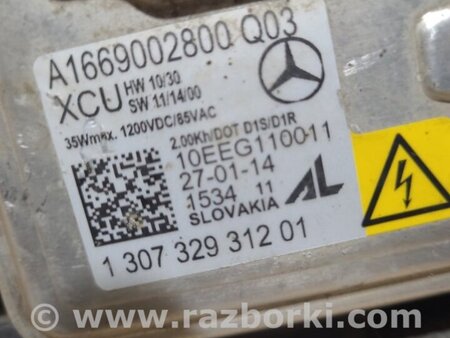 A1669002800 Q03
XCU HW 10/30
SW 11/14/00
35Wmax. 1200VDC/85VAC
2.00Kh/DOT D1S/D1R
10EEG1100-11
27-01-14
1534 11
SLOVAKIA AL
1 307 329 312 01
© www.razborki.com